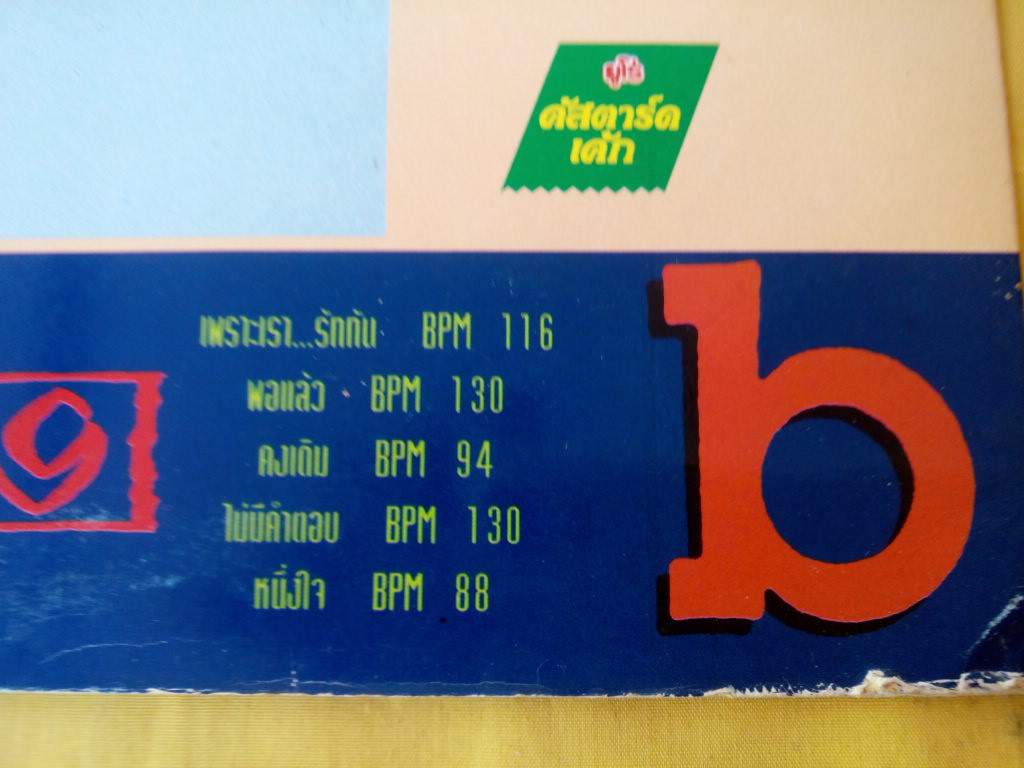 ยูโร่
คัสตาร์ด
เค้ก
เพราะเรา...รักกัน BPM 116
พอแล้ว BPM 130
คงเดิม BPM 94
ไม่มีคำตอบ BPM 130
หนึ่งใจ BPM 88
b